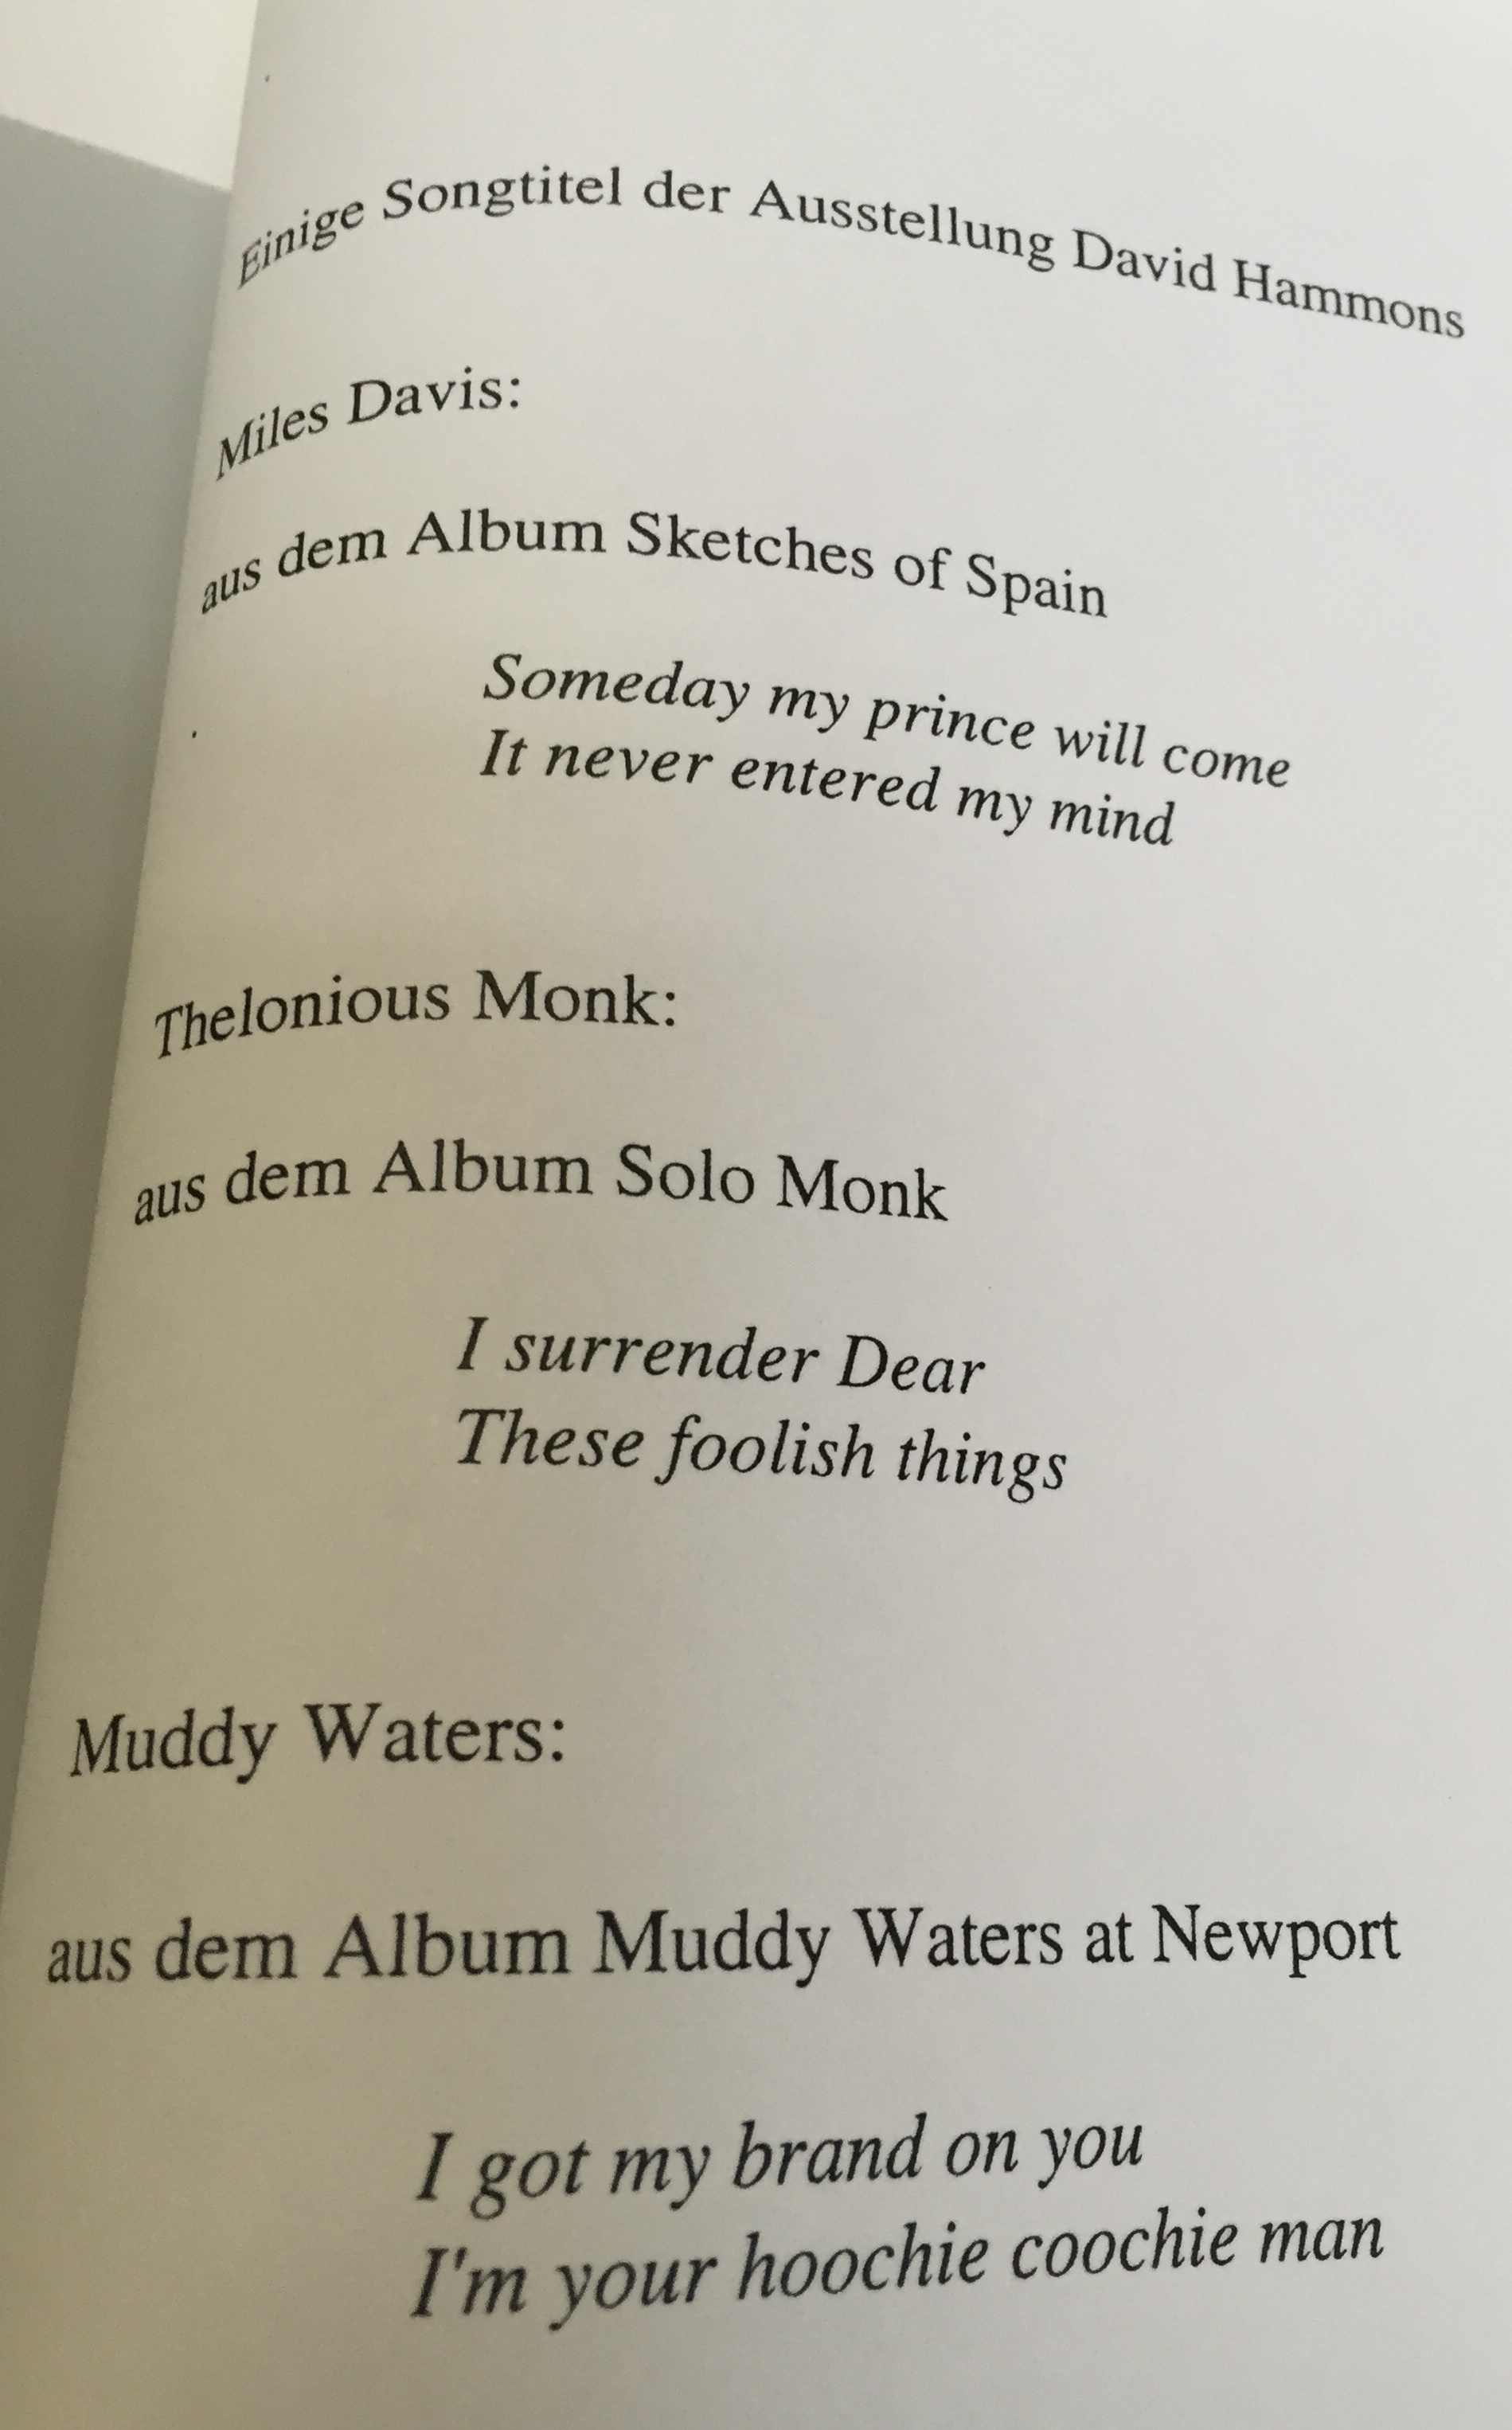 Einige Songtitel der Ausstellung David Hammons
Miles Davis:
aus dem Album Sketches of Spain
Someday my prince will come
It never entered my mind
Thelonious Monk:
aus dem Album Solo Monk
I surrender Dear
These foolish things
Muddy Waters:
aus dem Album Muddy Waters at Newport
I got my brand on you
I'm your hoochie coochie man